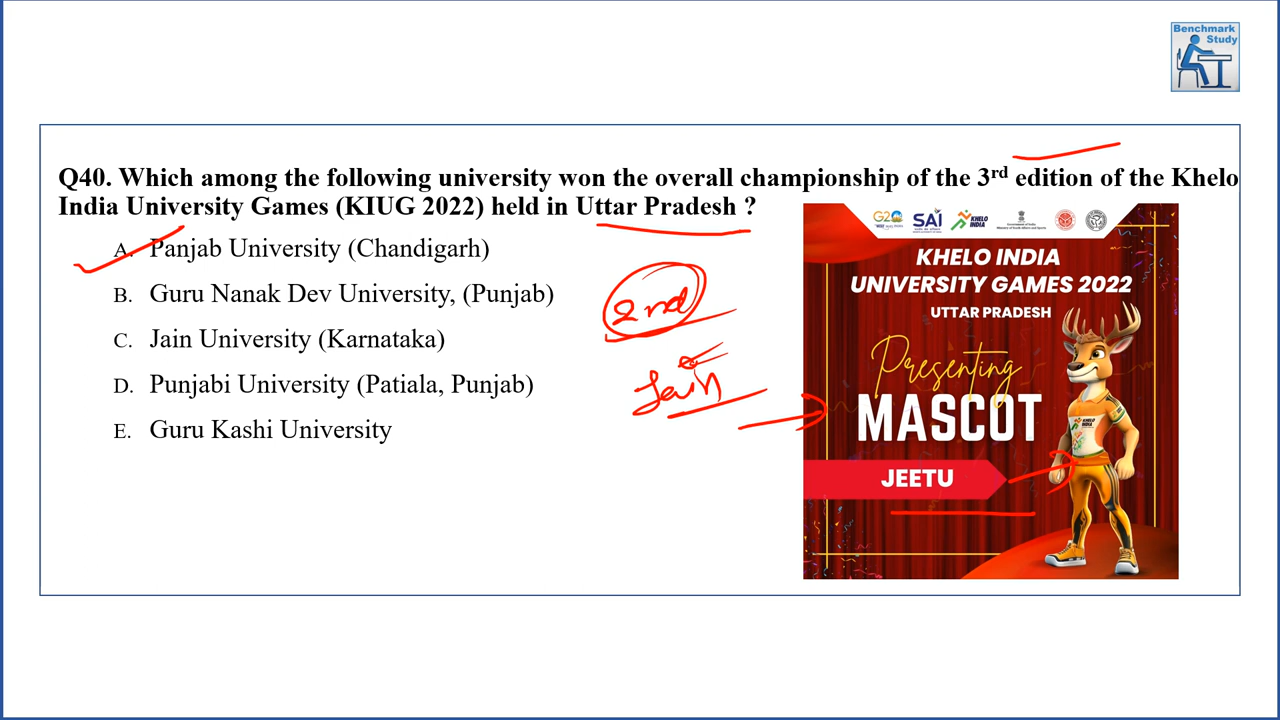 Benchmark
Study
Q40. Which among the following university won the overall championship of the 3rd edition of the Khelo
India University Games (KIUG 2022) held in Uttar Pradesh ?
A. Panjab University (Chandigarh)
B. Guru Nanak Dev University, (Punjab)
C. Jain University (Karnataka)
D. Punjabi University (Patiala, Punjab)
E. Guru Kashi University
2nd
Jain
G20
SAI
KHELO
INDIA
KHELO INDIA
UNIVERSITY GAMES 2022
UTTAR PRADESH
Presenting
MASCOT
JEETU